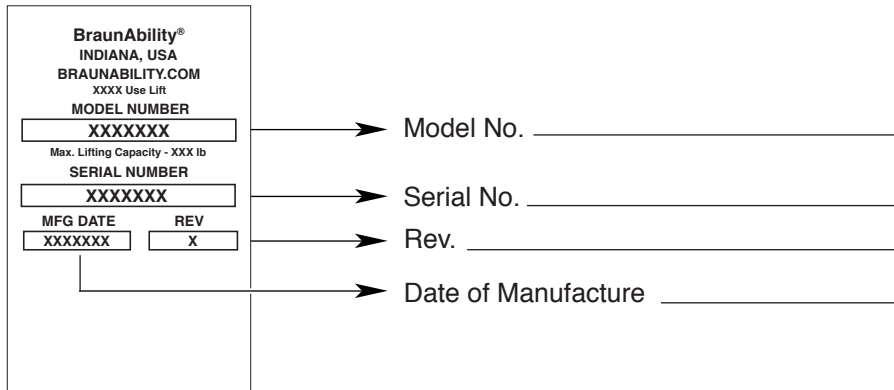 BraunAbility®
INDIANA, USA
BRAUNABILITY.COM
XXXX Use Lift
MODEL NUMBER
XXXXXXX
Max. Lifting Capacity - XXX lb
SERIAL NUMBER
XXXXXXX
MFG DATE REV
XXXXXXX X
Model No.
Serial No.
Rev.
Date of Manufacture